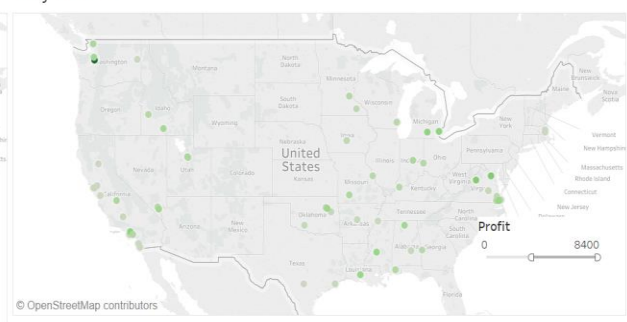 North
Dakota
Montana
Minnesota
Washington
New
Brunswick
Maine
Nova
Scotia
South
Dakota
Wisconsin
Oregon
Idaho
Michigan
Wyoming
New
York
Vermont
Iowa
Nebraska
New Hampshire
Pennsylvania
United
States
Illinois
Indiana
Ohio
Massachusetts
Nevada
Utah
Colorado
Rhode Island
Kansas
Missouri
West
Virginia
Kentucky
Connecticut
California
New Jersey
Oklahoma
Tennessee
North
Carolina
Arizona
New
Mexico
Arkansas
South
Carolina
Profit
0
8400
Georgia
Texas
Louisiana
Florida
© OpenStreetMap contributors